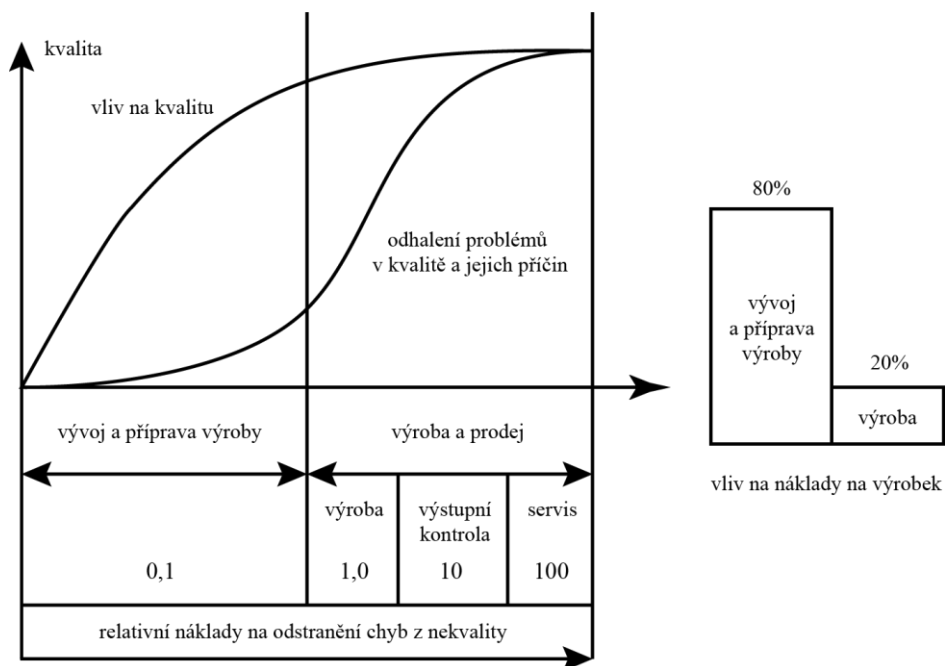 kvalita
vliv na kvalitu
odhalení problémů
v kvalitě a jejich příčin
vývoj a příprava výroby
výroba a prodej
výroba
výstupní
kontrola
servis
0,1
1,0
10
100
relativní náklady na odstranění chyb z nekvality
80%
vývoj
a příprava
výroby
20%
výroba
vliv na náklady na výrobek